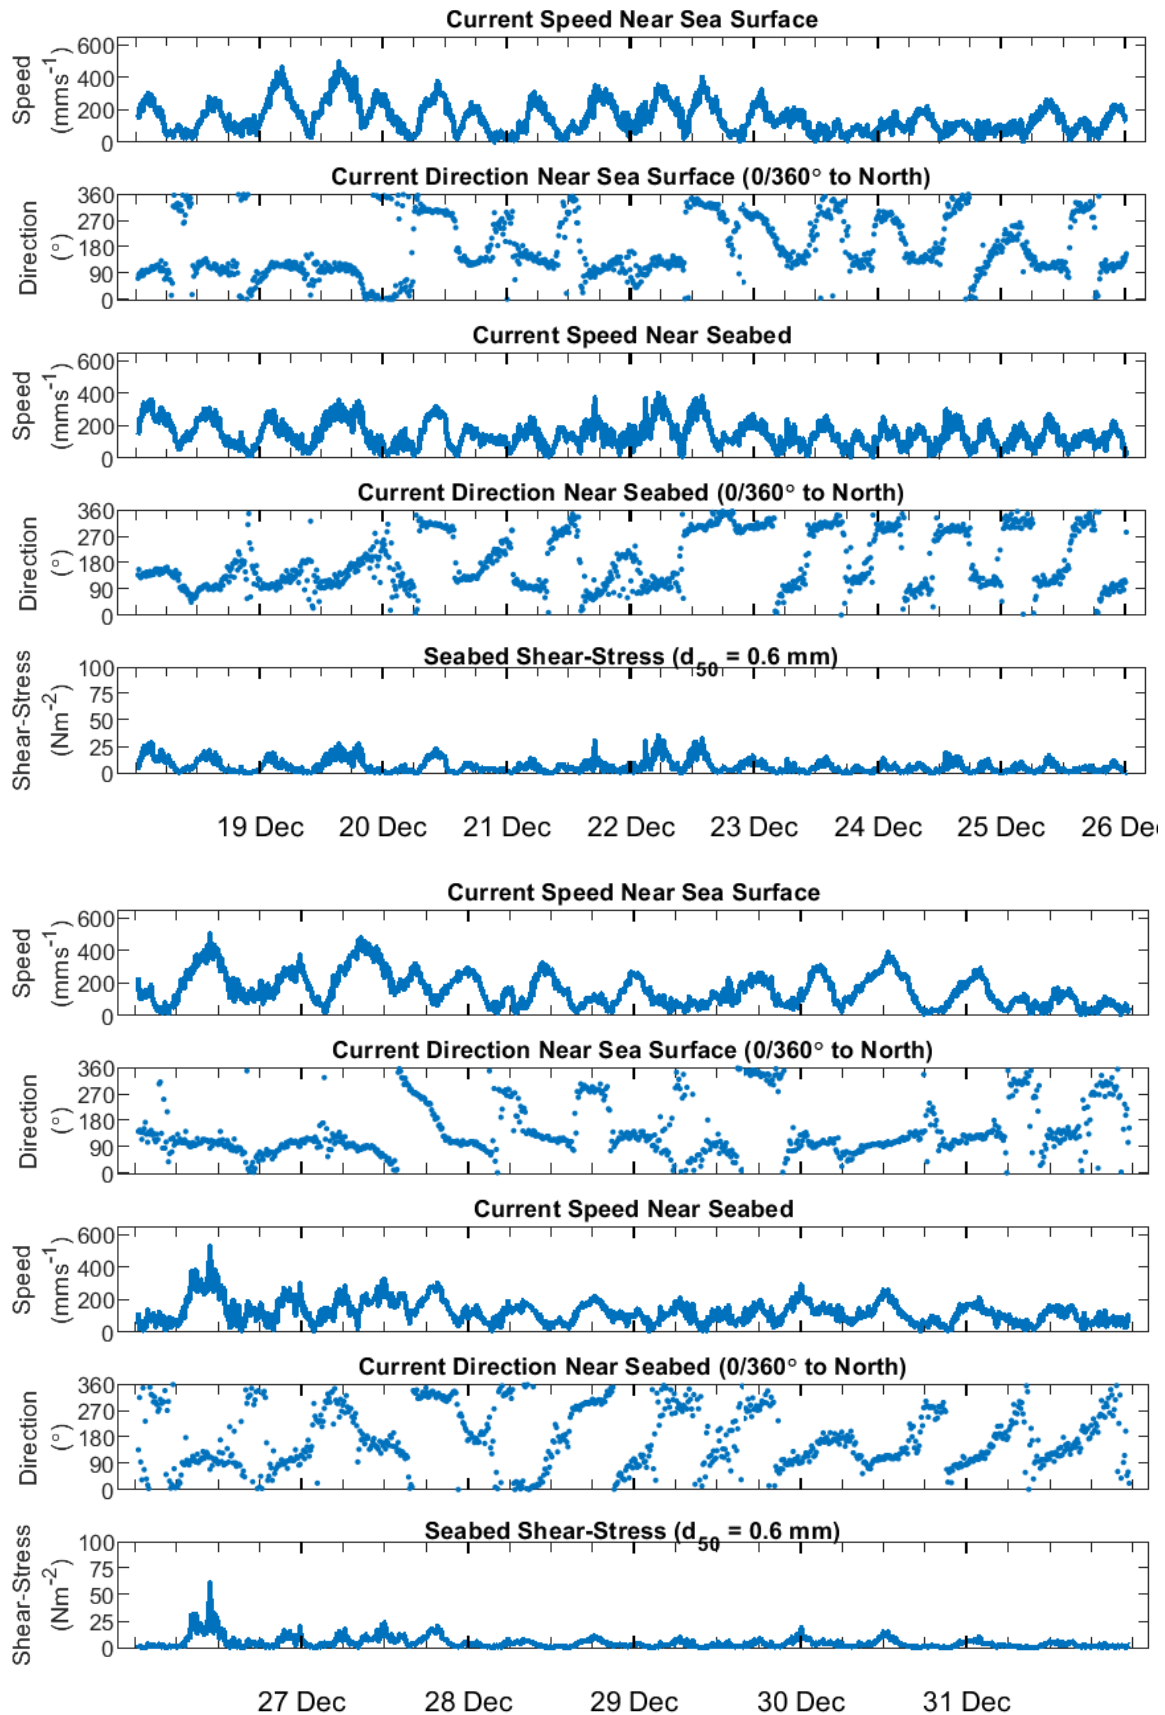 Current Speed Near Sea Surface
Speed
(mms-1)
600
400
200
0
Current Direction Near Sea Surface (0/360° to North)
Direction
(°)
360
270
180
90
0
Current Speed Near Seabed
Speed
(mms-1)
600
400
200
0
Current Direction Near Seabed (0/360° to North)
Direction
(°)
360
270
180
90
0
Seabed Shear-Stress (d50 = 0.6 mm)
Shear-Stress
(Nm-2)
100
75
50
25
0
19 Dec 20 Dec 21 Dec 22 Dec 23 Dec 24 Dec 25 Dec 26 Dec
Current Speed Near Sea Surface
Speed
(mms-1)
600
400
200
0
Current Direction Near Sea Surface (0/360° to North)
Direction
(°)
360
270
180
90
0
Current Speed Near Seabed
Speed
(mms-1)
600
400
200
0
Current Direction Near Seabed (0/360° to North)
Direction
(°)
360
270
180
90
0
Seabed Shear-Stress (d50 = 0.6 mm)
Shear-Stress
(Nm-2)
100
75
50
25
0
27 Dec 28 Dec 29 Dec 30 Dec 31 Dec